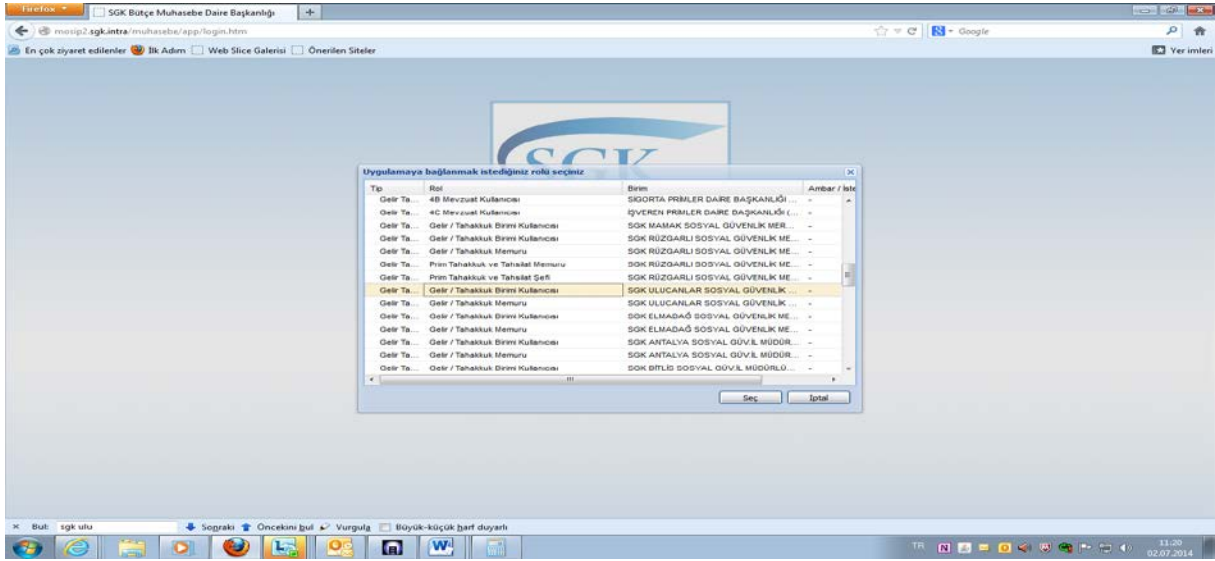 Firefox
SGK Bütçe Muhasebe Daire Başkanlığı
mosip2.sgk.intra/muhasebe/app/login.htm
Google
En çok ziyaret edilenler İlk Adım Web Slice Galerisi Önerilen Siteler
Yer imleri
SGK
Uygulamaya bağlanmak istediğiniz rolü seçiniz
Tip Rol Birim Ambar / İste
Gelir Ta... 4B Mevzuat Kullanıcısı SİGORTA PRİMLER DAİRE BAŞKANLIĞI ... -
Gelir Ta... 4C Mevzuat Kullanıcısı İŞVEREN PRİMLER DAİRE BAŞKANLIĞI (... -
Gelir Ta... Gelir / Tahakkuk Birimi Kullanıcısı SGK MAMAK SOSYAL GÜVENLİK MER... -
Gelir Ta... Gelir / Tahakkuk Birimi Kullanıcısı SGK RÜZGARLI SOSYAL GÜVENLİK ME... -
Gelir Ta... Gelir / Tahakkuk Memuru SGK RÜZGARLI SOSYAL GÜVENLİK ME... -
Gelir Ta... Prim Tahakkuk ve Tahsilat Memuru SGK RÜZGARLI SOSYAL GÜVENLİK ME... -
Gelir Ta... Prim Tahakkuk ve Tahsilat Şefi SGK RÜZGARLI SOSYAL GÜVENLİK ME... -
Gelir Ta... Gelir / Tahakkuk Birimi Kullanıcısı SGK ULUCANLAR SOSYAL GÜVENLİK ... -
Gelir Ta... Gelir / Tahakkuk Memuru SGK ULUCANLAR SOSYAL GÜVENLİK ... -
Gelir Ta... Gelir / Tahakkuk Birimi Kullanıcısı SGK ELMADAĞ SOSYAL GÜVENLİK ME... -
Gelir Ta... Gelir / Tahakkuk Memuru SGK ELMADAĞ SOSYAL GÜVENLİK ME... -
Gelir Ta... Gelir / Tahakkuk Birimi Kullanıcısı SGK ANTALYA SOSYAL GÜV.İL MÜDÜR... -
Gelir Ta... Gelir / Tahakkuk Memuru SGK ANTALYA SOSYAL GÜV.İL MÜDÜR... -
Gelir Ta... Gelir / Tahakkuk Birimi Kullanıcısı SGK BİTLİS SOSYAL GÜV.İL MÜDÜRLÜ... -
Seç İptal
Bul: sgk ulu Sonraki Öncekini bul Vurgula Büyük-küçük harf duyarlı
TR
11:20
02.07.2014